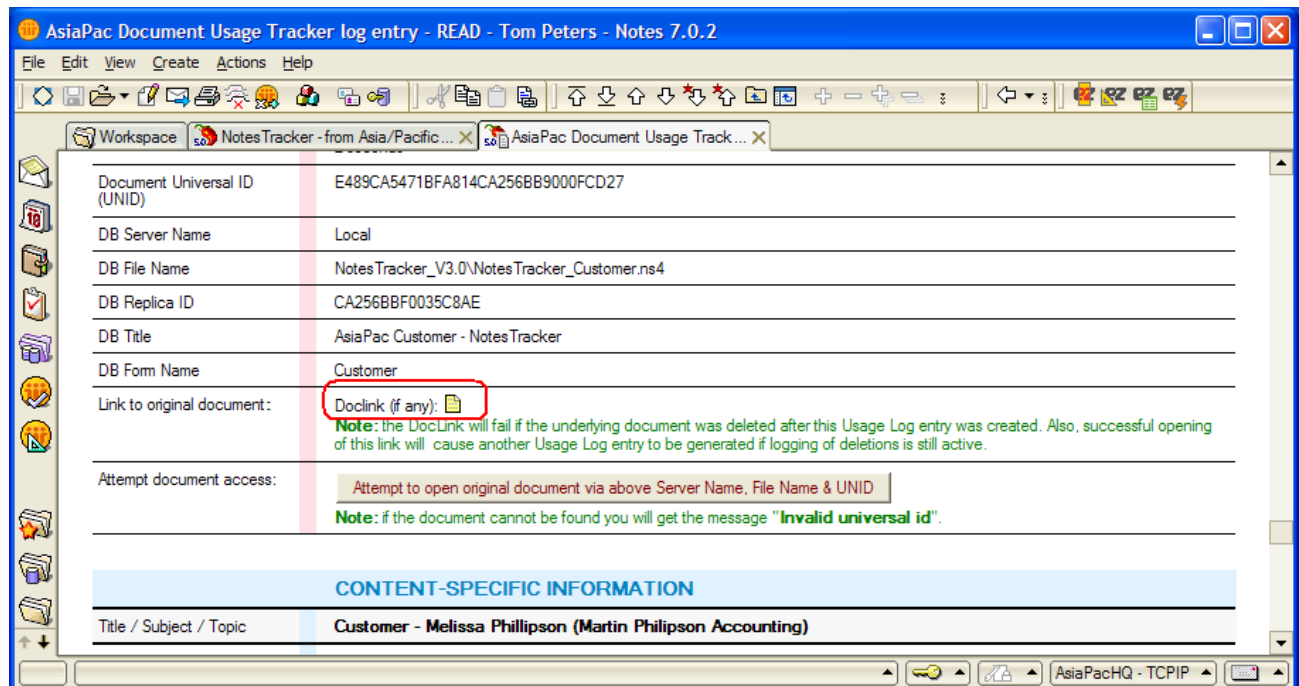 AsiaPac Document Usage Tracker log entry - READ - Tom Peters - Notes 7.0.2
File Edit View Create Actions Help
Workspace NotesTracker - from Asia/Pacific ... AsiaPac Document Usage Track ...
Document Universal ID E489CA5471BFA814CA256BB9000FCD27
(UNID)
DB Server Name Local
DB File Name NotesTracker_V3.0\NotesTracker_Customer.ns4
DB Replica ID CA256BBF0035C8AE
DB Title AsiaPac Customer - NotesTracker
DB Form Name Customer
Link to original document: Doclink (if any):
Note: the DocLink will fail if the underlying document was deleted after this Usage Log entry was created. Also, successful opening
of this link will cause another Usage Log entry to be generated if logging of deletions is still active.
Attempt document access: Attempt to open original document via above Server Name, File Name & UNID
Note: if the document cannot be found you will get the message "Invalid universal id".
CONTENT-SPECIFIC INFORMATION
Title / Subject / Topic Customer - Melissa Phillipson (Martin Philipson Accounting)
AsiaPacHQ - TCPIP